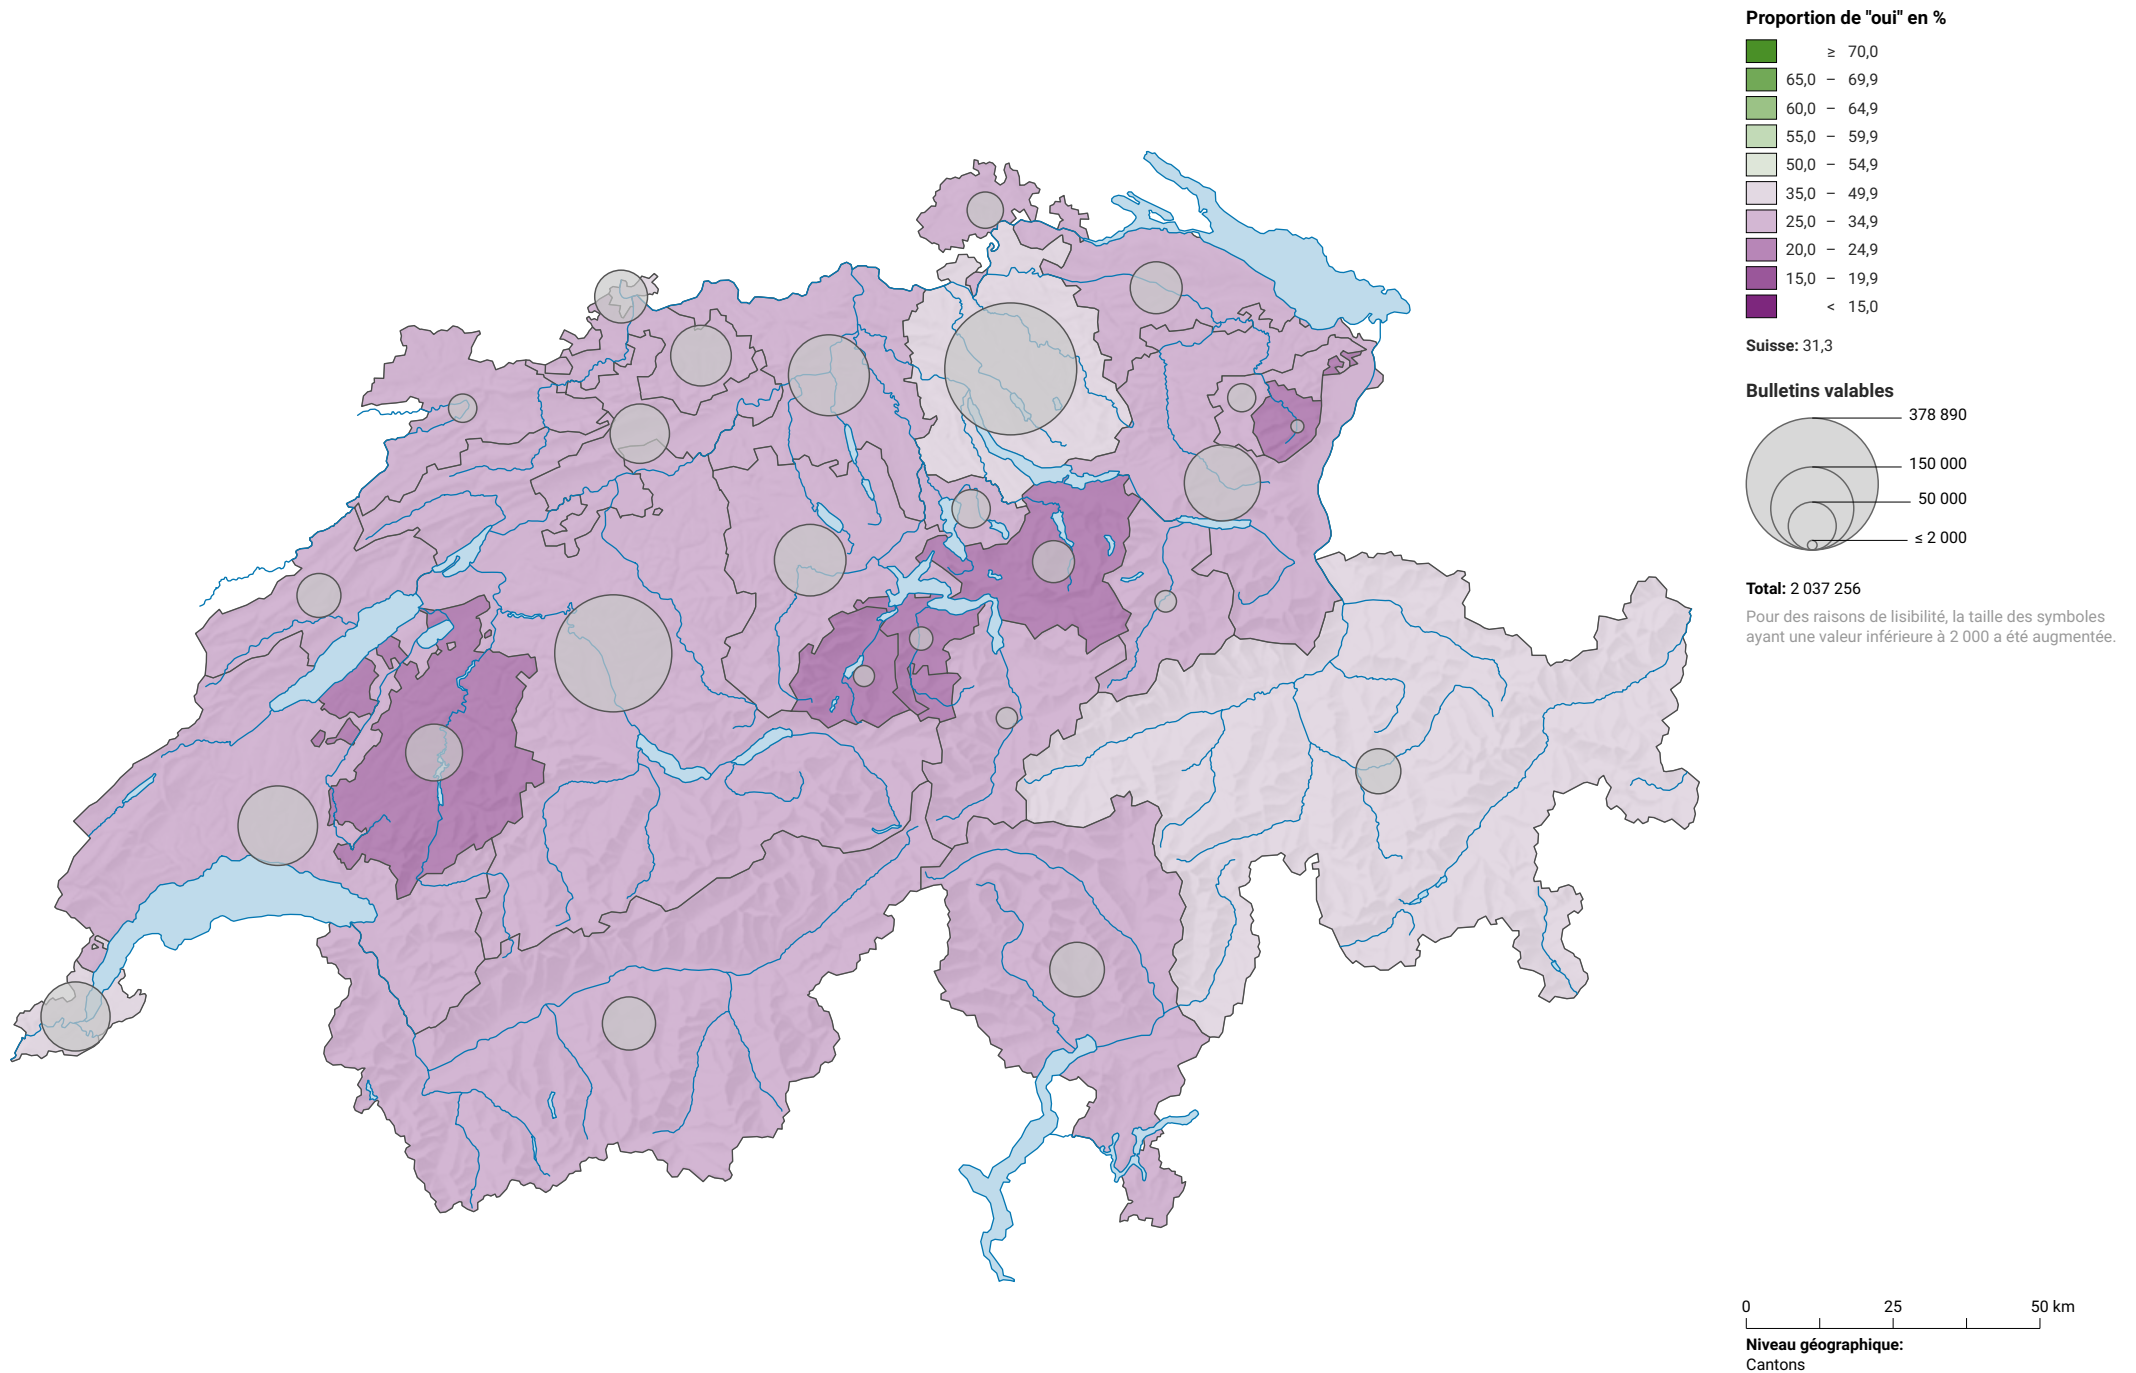 Proportion de "oui" en %
≥ 70,0
65,0 – 69,9
60,0 – 64,9
55,0 – 59,9
50,0 – 54,9
35,0 – 49,9
25,0 – 34,9
20,0 – 24,9
15,0 – 19,9
< 15,0
Suisse: 31,3
Bulletins valables
378 890
150 000
50 000
≤ 2 000
Total: 2 037 256
Pour des raisons de lisibilité, la taille des symboles
ayant une valeur inférieure à 2 000 a été augmentée.
0 25 50 km
Niveau géographique:
Cantons